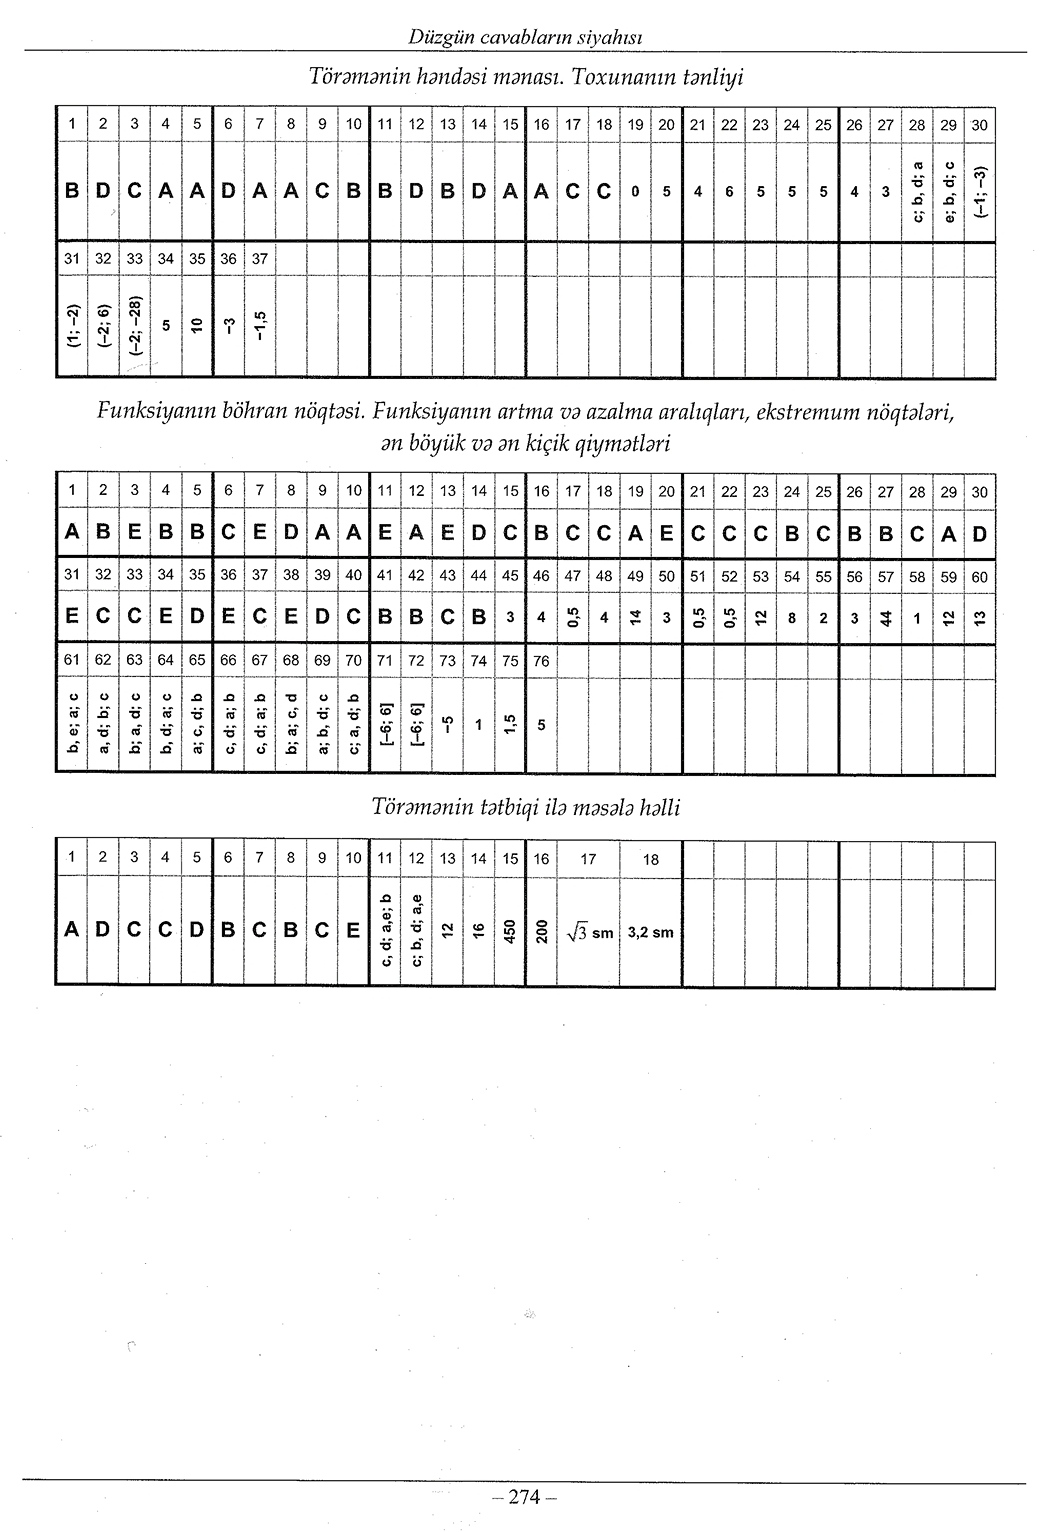 Düzgün cavabların siyahısı
Törəmənin həndəsi mənası. Toxunanın tənliyi
1 2 3 4 5 6 7 8 9 10 11 12 13 14 15 16 17 18 19 20 21 22 23 24 25 26 27 28 29 30
B D C A A D A A C B B D B D A A C C 0 5 4 6 5 5 5 4 3 c; b, d; a e; b, d; c (–1; –3)
31 32 33 34 35 36 37
(1; –2) (–2; 6) (–2; –28) 5 10 –3 –1,5
Funksiyanın böhran nöqtəsi. Funksiyanın artma və azalma aralıqları, ekstremum nöqtələri,
ən böyük və ən kiçik qiymətləri
1 2 3 4 5 6 7 8 9 10 11 12 13 14 15 16 17 18 19 20 21 22 23 24 25 26 27 28 29 30
A B E B B C E D A A E A E D C B C C A E C C C B C B B C A D
31 32 33 34 35 36 37 38 39 40 41 42 43 44 45 46 47 48 49 50 51 52 53 54 55 56 57 58 59 60
E C C E D E C E D C B B C B 3 4 0,5 4 14 3 0,5 0,5 12 8 2 3 44 1 12 13
61 62 63 64 65 66 67 68 69 70 71 72 73 74 75 76
b, e; a; c a, d; b; c b; a, d; c b, d; a; c a; c, d; b c, d; a; b c, d; a; b b; a; c, d a; b, d; c c; a, d; b [–6; 6] [–6; 6] –5 1 1,5 5
Törəmənin tətbiqi ilə məsələ həlli
1 2 3 4 5 6 7 8 9 10 11 12 13 14 15 16 17 18
A D C C D B C B C E c, d; a,e; b c; b, d; a,e 12 16 450 200 √3 sm 3,2 sm
– 274 –